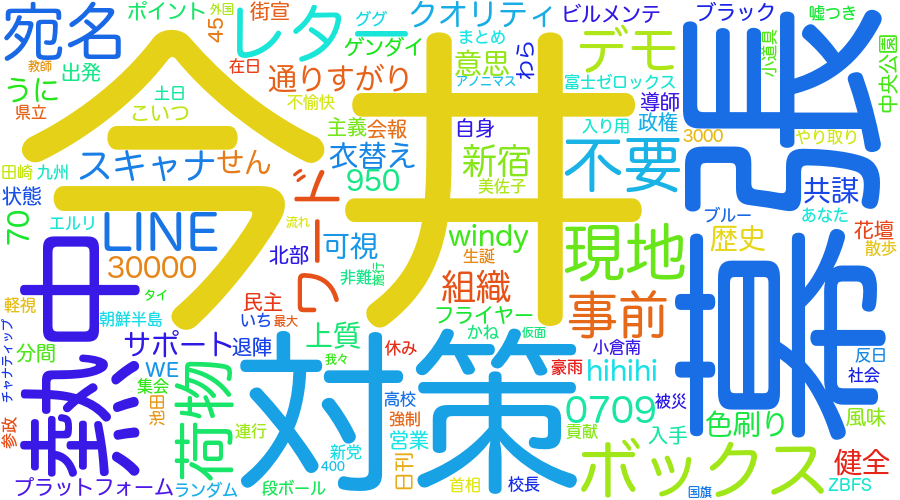 宛名
レター
ポイント
外国
45
街宣
ググ
クオリティ
ビルメンテ
ブラック
嘘つき
小道具
中央公園
教師
出発
在日
ゲンダイ
まとめ
わら
デモ
うに
土日
通りすがり
意思
アノニマス
富士ゼロックス
県立
こいつ
不愉快
導師
張
今井
主義
会報
自身
入り用
政権
3000
やり取り
田崎
九州
スキャナ
せん
衣替え
新宿
不要
状態
950
美佐子
共謀
70
エルリ
LINE
ワード
流れ
ブルー
あなた
花壇
windy
現地
歴史
散歩
北部
可視
生誕
30000
非難
総行
組織
熱中
タイ
民主
事前
幕
軽視
朝鮮半島
いち
最大
フライヤー
かね
仮面
チャナティップ
分間
サポート
退陣
上質
我々
休み
小倉南
反日
対策
豪雨
hihihi
社会
WE
集会
池田
荷物
高校
強制
0709
被災
色刷り
風味
参政
連行
営業
貢献
入手
新党
400
日刊
ボックス
健全
プラットフォーム
ランダム
段ボール
首相
校長
国旗
ZBFS